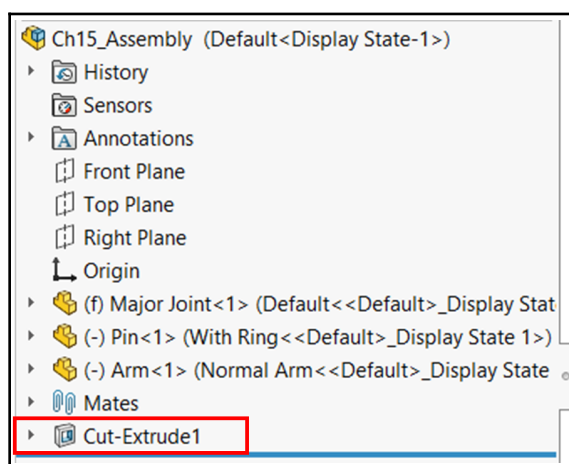 Ch15_Assembly (Default<Display State-1>)
History
Sensors
Annotations
Front Plane
Top Plane
Right Plane
Origin
(f) Major Joint<1> (Default<<Default>_Display Stat
(-) Pin<1> (With Ring<<Default>_Display State 1>)
(-) Arm<1> (Normal Arm<<Default>_Display State
Mates
Cut-Extrude1